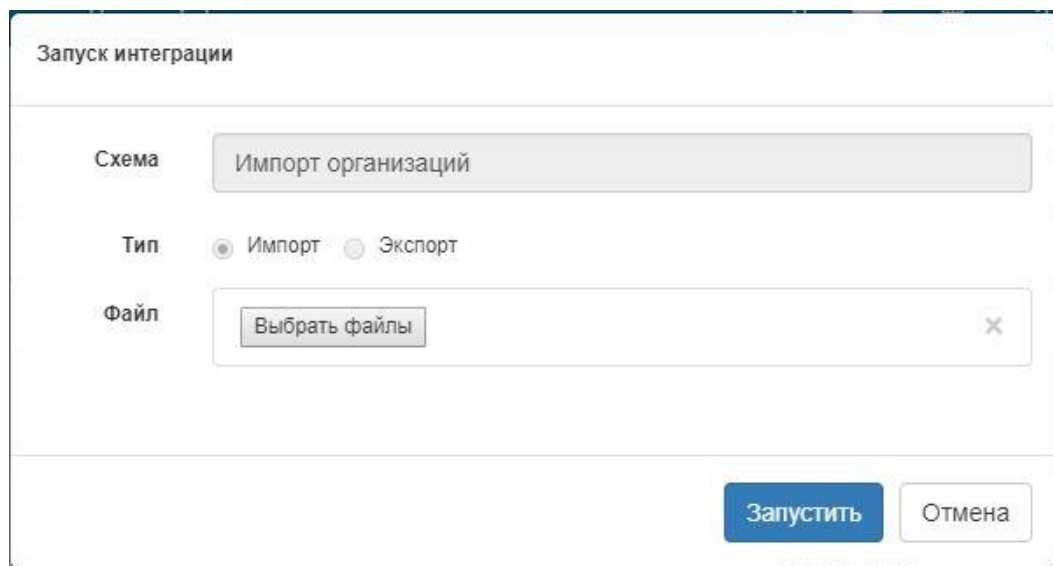 Запуск интеграции
Схема Импорт организаций
Тип Импорт Экспорт
Файл Выбрать файлы ×
Запустить Отмена